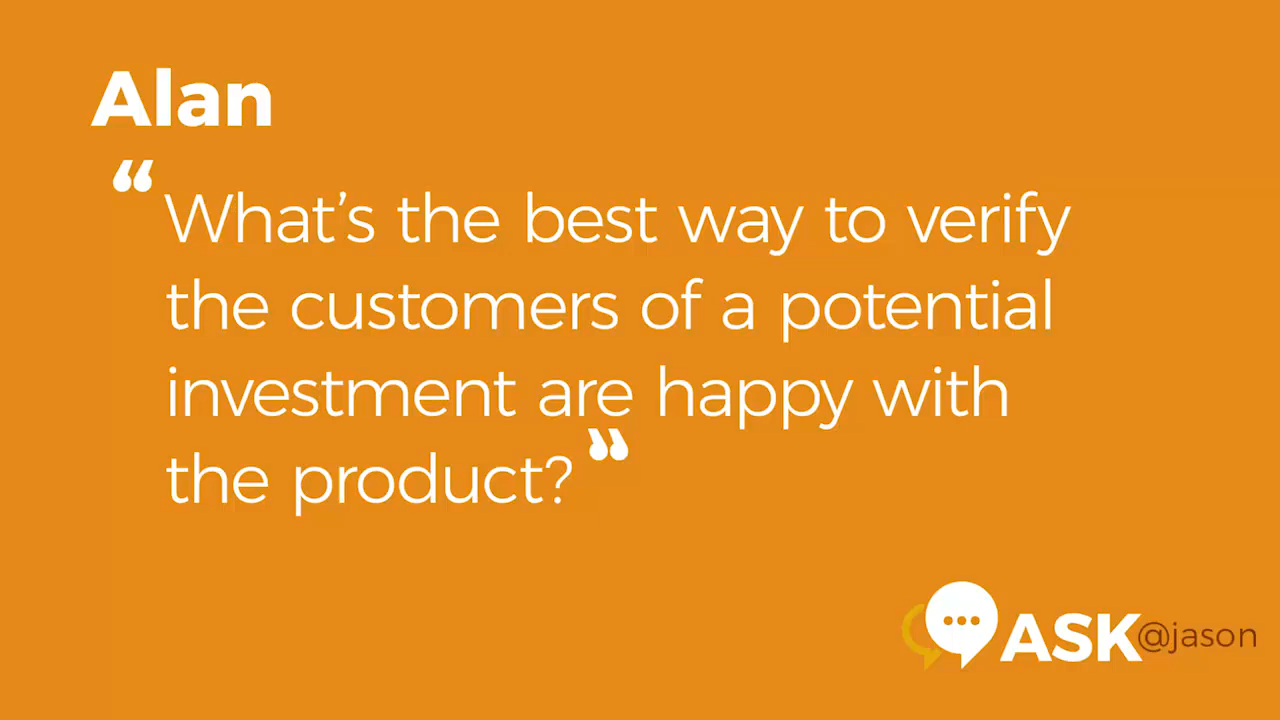 Alan
“What’s the best way to verify
the customers of a potential
investment are happy with
the product?”
ASK@jason